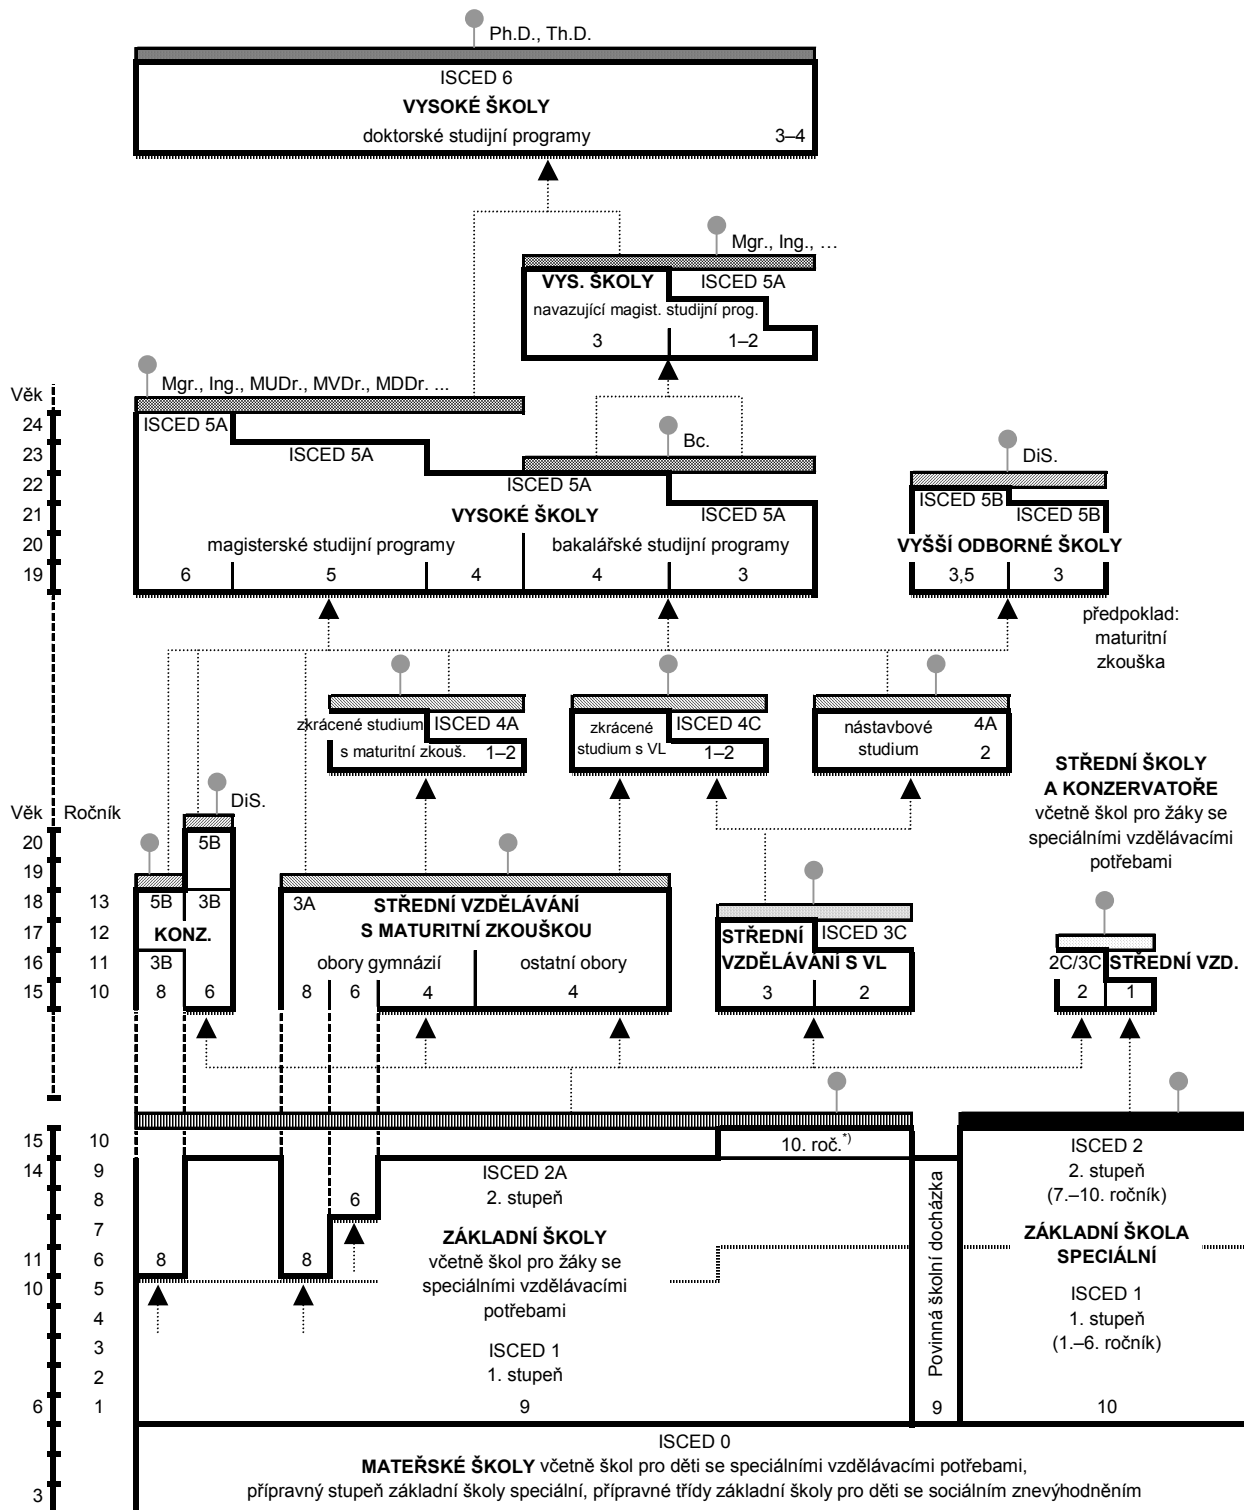 Ph.D., Th.D.
ISCED 6
VYSOKÉ ŠKOLY
doktorské studijní programy 3–4
Mgr., Ing., …
VYS. ŠKOLY ISCED 5A
navazující magist. studijní prog.
3 1–2
Mgr., Ing., MUDr., MVDr., MDDr. ...
Věk
24 ISCED 5A
23 ISCED 5A Bc. DiS.
22 ISCED 5A ISCED 5B
21 VYSOKÉ ŠKOLY ISCED 5A ISCED 5B
20 magisterské studijní programy bakalářské studijní programy VYŠŠÍ ODBORNÉ ŠKOLY
19 6 5 4 4 3 3,5 3
předpoklad:
maturitní
zkouška
zkrácené studium ISCED 4A zkrácené ISCED 4C nástavbové 4A
s maturitní zkouš. 1–2 studium s VL 1–2 studium 2
STŘEDNÍ ŠKOLY
A KONZERVATOŘE
včetně škol pro žáky se
speciálními vzdělávacími
potřebami
Věk Ročník DiS.
20 5B
19
18 13 5B 3B 3A STŘEDNÍ VZDĚLÁVÁNÍ
17 12 KONZ. S MATURITNÍ ZKOUŠKOU STŘEDNÍ ISCED 3C
16 11 3B obory gymnázií ostatní obory VZDĚLÁVÁNÍ S VL 2C/3C STŘEDNÍ VZD.
15 10 8 6 8 6 4 4 3 2 2 1
15 10 10. roč.*) ISCED 2
14 9 ISCED 2A 2. stupeň
8 6 2. stupeň (7.–10. ročník)
7 ZÁKLADNÍ ŠKOLY ZÁKLADNÍ ŠKOLA
11 6 8 8 včetně škol pro žáky se SPECIÁLNÍ
10 5 speciálními vzdělávacími ISCED 1
4 potřebami 1. stupeň
3 ISCED 1 (1.–6. ročník)
2 1. stupeň
Povinná školní docházka
6 1 9 9 10
ISCED 0
MATEŘSKÉ ŠKOLY včetně škol pro děti se speciálními vzdělávacími potřebami,
3 přípravný stupeň základní školy speciální, přípravné třídy základní školy pro děti se sociálním znevýhodněním